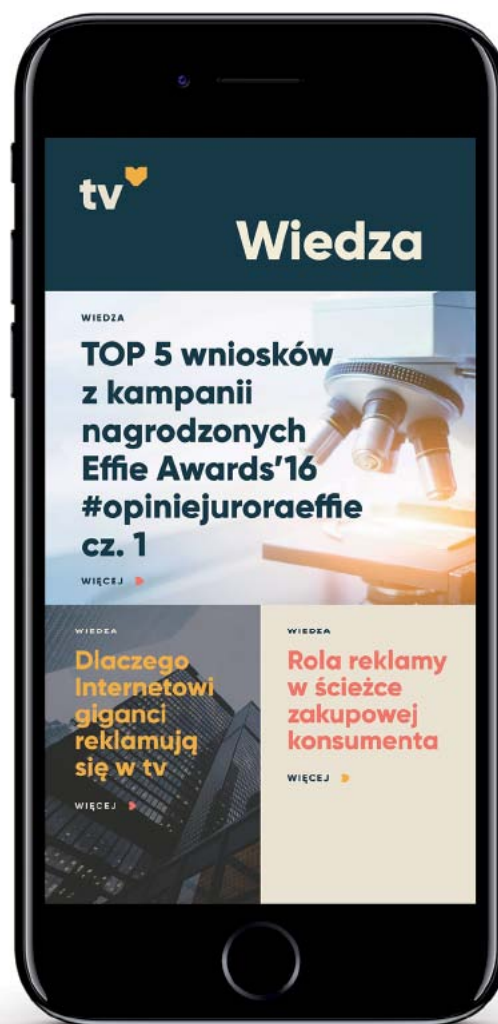 tv
Wiedza
WIEDZA
TOP 5 wniosków
z kampanii
nagrodzonych
Effie Awards'16
#opiniejuroraeffie
cz. 1
WIĘCEJ
WIEDZA
Dlaczego
Internetowi
giganci
reklamują
się w tv
WIĘCEJ
WIEDZA
Rola reklamy
w ścieżce
zakupowej
konsumenta
WIĘCEJ